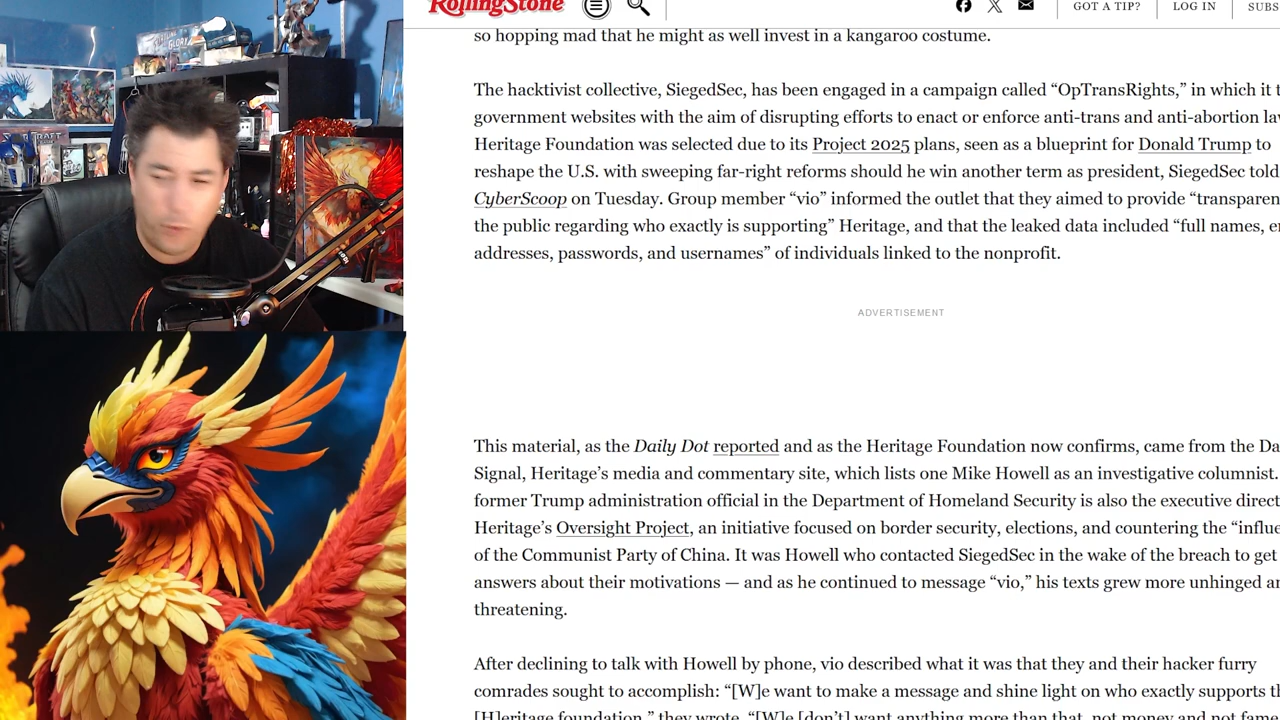 RollingStone
GOT A TIP?
LOG IN
SUBS
so hopping mad that he might as well invest in a kangaroo costume.
The hacktivist collective, SiegedSec, has been engaged in a campaign called “OpTransRights,” in which it t
government websites with the aim of disrupting efforts to enact or enforce anti-trans and anti-abortion la
Heritage Foundation was selected due to its Project 2025 plans, seen as a blueprint for Donald Trump to
reshape the U.S. with sweeping far-right reforms should he win another term as president, SiegedSec told
CyberScoop on Tuesday. Group member “vio” informed the outlet that they aimed to provide “transparen
the public regarding who exactly is supporting” Heritage, and that the leaked data included “full names, e
addresses, passwords, and usernames” of individuals linked to the nonprofit.
ADVERTISEMENT
This material, as the Daily Dot reported and as the Heritage Foundation now confirms, came from the Da
Signal, Heritage’s media and commentary site, which lists one Mike Howell as an investigative columnist.
former Trump administration official in the Department of Homeland Security is also the executive direct
Heritage’s Oversight Project, an initiative focused on border security, elections, and countering the “influe
of the Communist Party of China. It was Howell who contacted SiegedSec in the wake of the breach to get
answers about their motivations — and as he continued to message “vio,” his texts grew more unhinged an
threatening.
After declining to talk with Howell by phone, vio described what it was that they and their hacker furry
comrades sought to accomplish: “[W]e want to make a message and shine light on who exactly supports th
[H]eritage foundation,” they wrote. “[W]e [don’t] want anything more than that, not money and not fame
GLORY